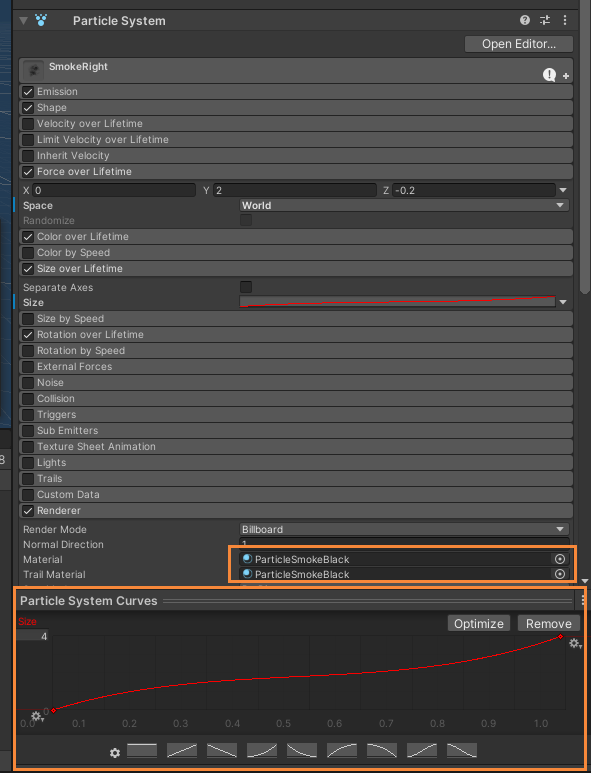 Particle System
Open Editor...
SmokeRight
Emission
Shape
Velocity over Lifetime
Limit Velocity over Lifetime
Inherit Velocity
Force over Lifetime
X 0 Y 2 Z -0.2
Space World
Randomize
Color over Lifetime
Color by Speed
Size over Lifetime
Separate Axes
Size
Size by Speed
Rotation over Lifetime
Rotation by Speed
External Forces
Noise
Collision
Triggers
Sub Emitters
Texture Sheet Animation
8
Lights
Trails
Custom Data
Renderer
Render Mode Billboard
Normal Direction 1
Material ParticleSmokeBlack
Trail Material ParticleSmokeBlack
Particle System Curves
Size Optimize Remove
4
0
0.0 0.1 0.2 0.3 0.4 0.5 0.6 0.7 0.8 0.9 1.0